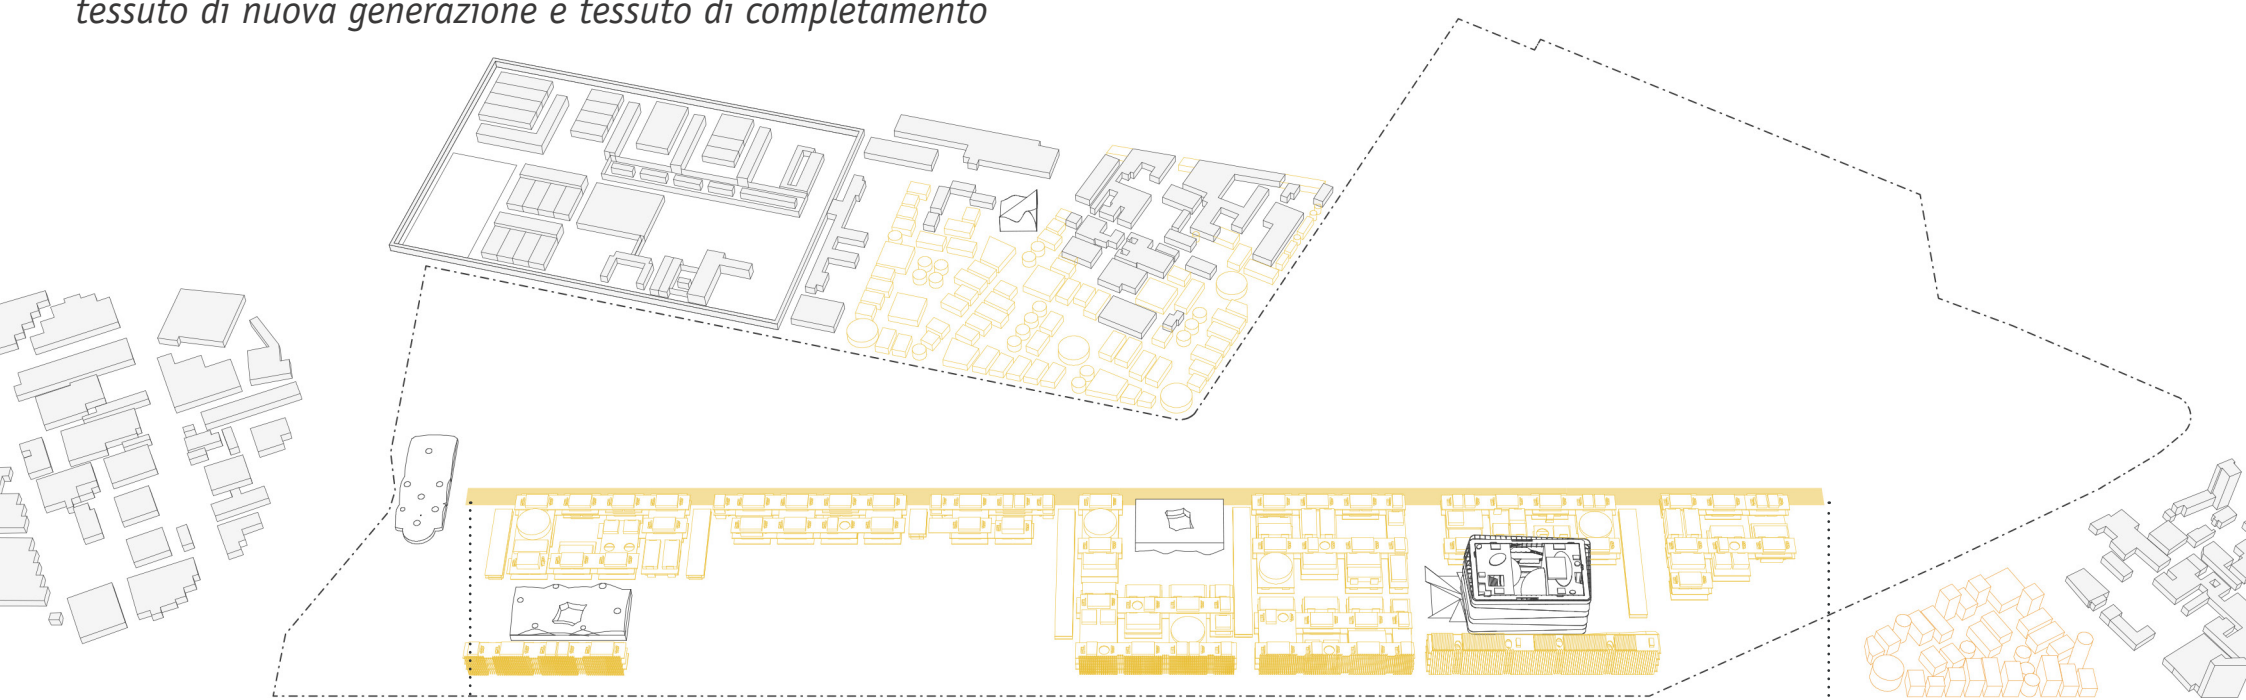 tessuto di nuova generazione e tessuto di completamento